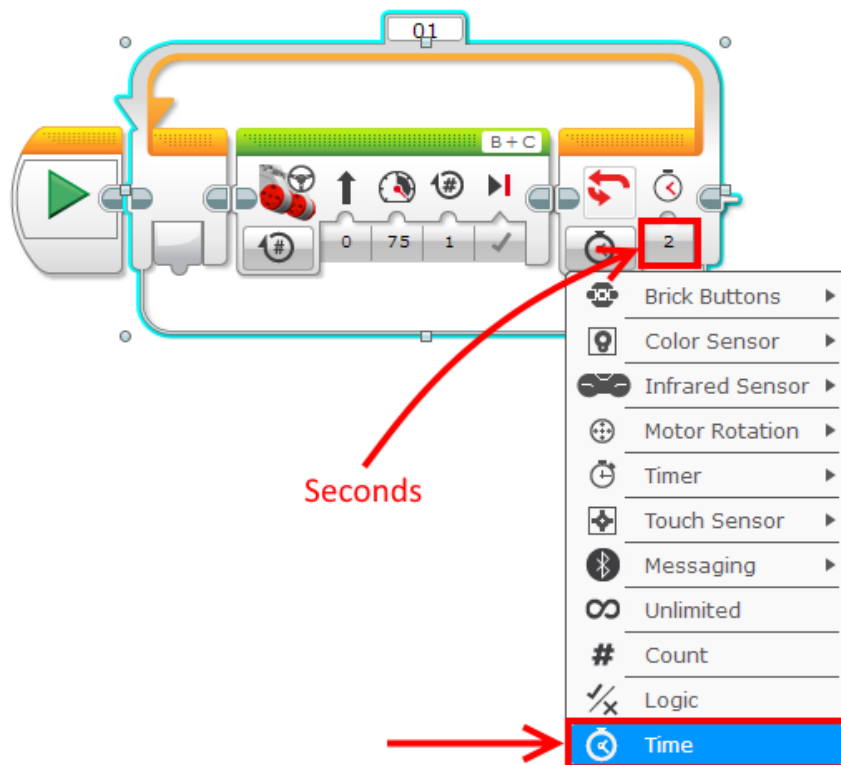 01
B + C
#
#
0 75 1
2
Brick Buttons
Color Sensor
Infrared Sensor
Motor Rotation
Timer
Touch Sensor
Messaging
Unlimited
# Count
Logic
Time
Seconds